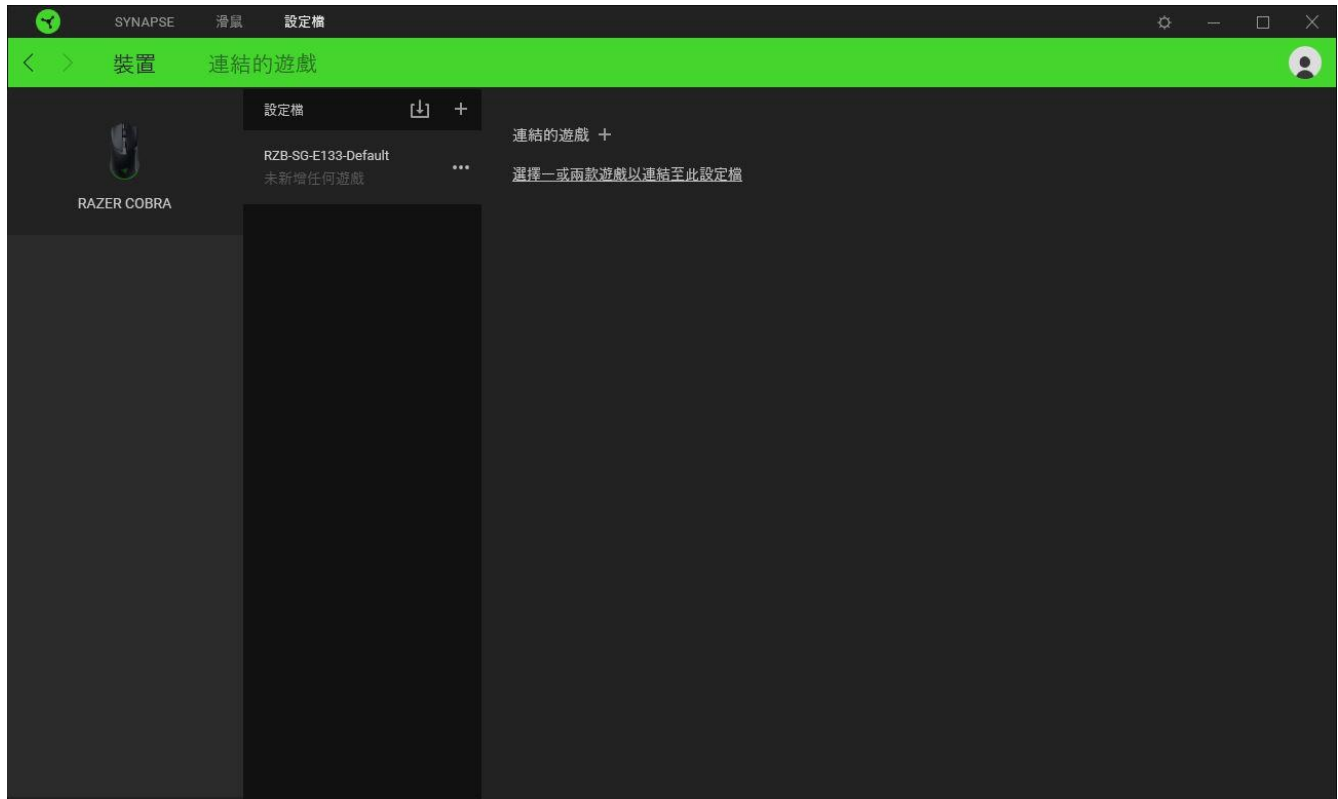 SYNAPSE 滑鼠 設定檔
裝置 連結的遊戲
設定檔
RZB-SG-E133-Default
未新增任何遊戲
RAZER COBRA
連結的遊戲
選擇一或兩款遊戲以連結至此設定檔